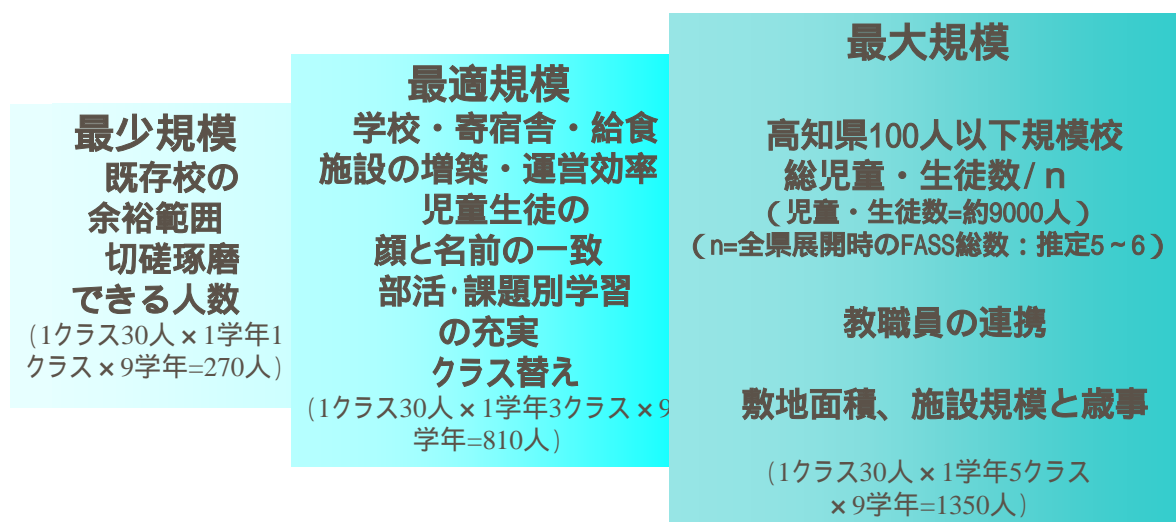 最少規模
既存校の
余裕範囲
切磋琢磨
できる人数
(1クラス30人×1学年1
クラス×9学年=270人)
最適規模
学校・寄宿舎・給食
施設の増築・運営効率
児童生徒の
顔と名前の一致
部活・課題別学習
の充実
クラス替え
(1クラス30人×1学年3クラス×9
学年=810人)
最大規模
高知県100人以下規模校
総児童・生徒数/n
(児童・生徒数=約9000人)
(n=全県展開時のFASS総数:推定5~6)
教職員の連携
敷地面積、施設規模と歳事
(1クラス30人×1学年5クラス
×9学年=1350人)